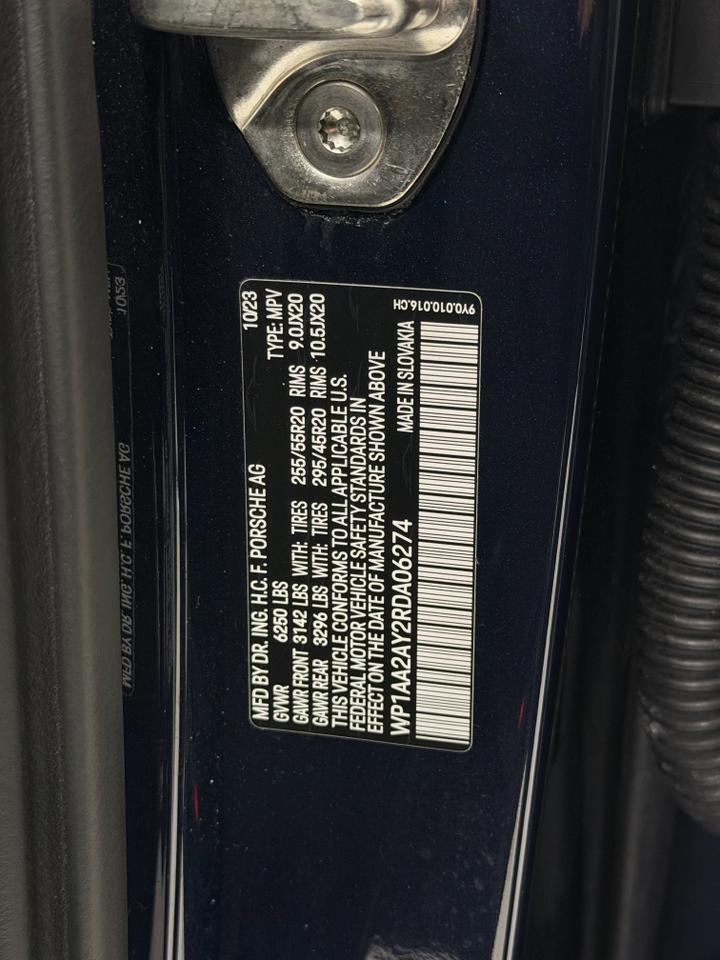 MFD BY DR. ING. H.C. F. PORSCHE AG 10/23
GVWR 6250 LBS TYPE: MPV
GAWR FRONT 3142 LBS WITH: TIRES 255/55R20 RIMS 9.0JX20
GAWR REAR 3296 LBS WITH: TIRES 295/45R20 RIMS 10.5JX20
THIS VEHICLE CONFORMS TO ALL APPLICABLE U.S.
FEDERAL MOTOR VEHICLE SAFETY STANDARDS IN
EFFECT ON THE DATE OF MANUFACTURE SHOWN ABOVE
WP1AA2AY2RDA06274 MADE IN SLOVAKIA
9Y0.010.016.CH